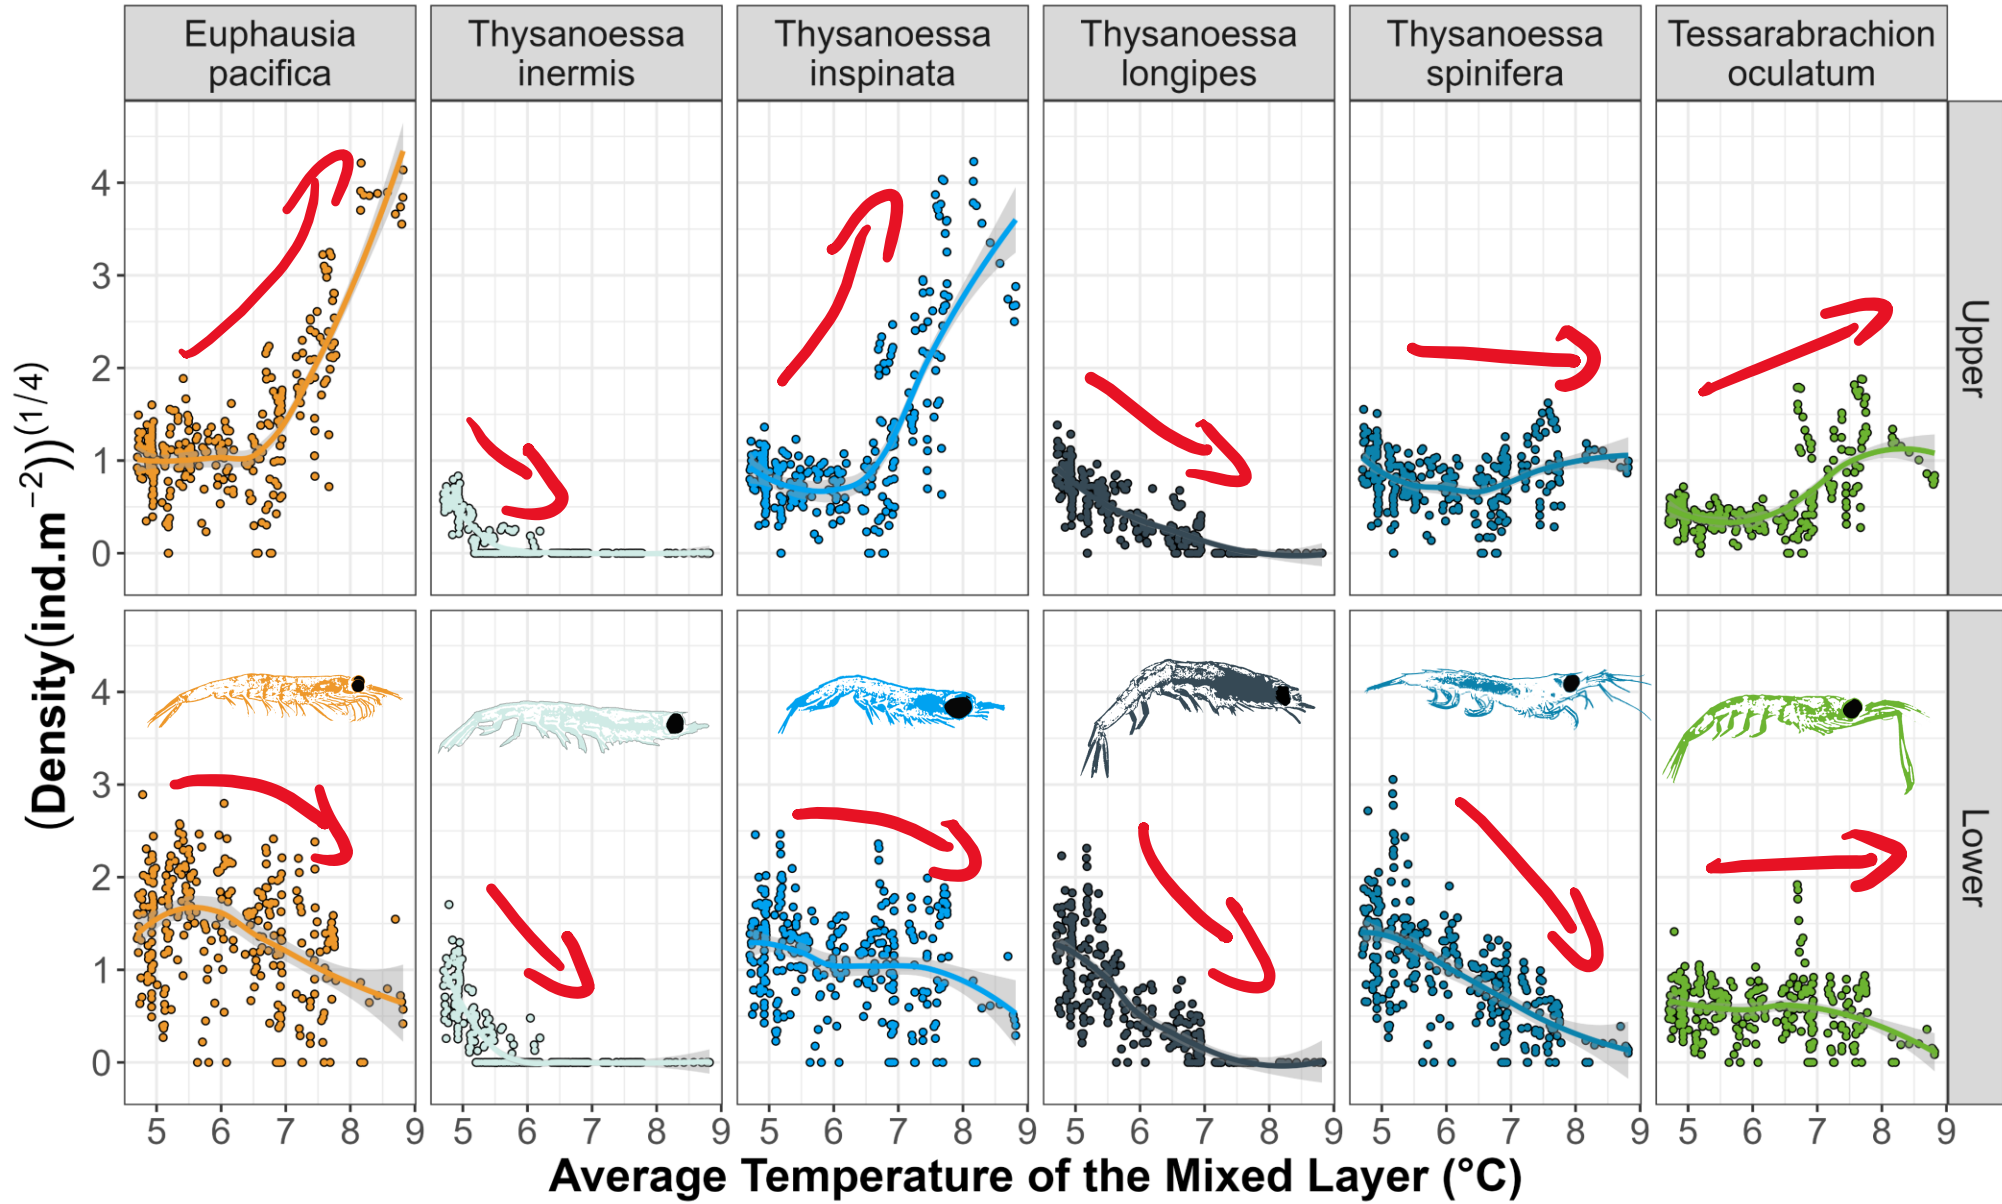 Euphausia
pacifica
Thysanoessa
inermis
Thysanoessa
inspinata
Thysanoessa
longipes
Thysanoessa
spinifera
Tessarabrachion
oculatum
4
3
2
1
0
Upper
(Density(ind.m⁻²))^(1/4)
4
3
2
1
0
Lower
5 6 7 8 9
5 6 7 8 9
5 6 7 8 9
5 6 7 8 9
5 6 7 8 9
5 6 7 8 9
Average Temperature of the Mixed Layer (°C)